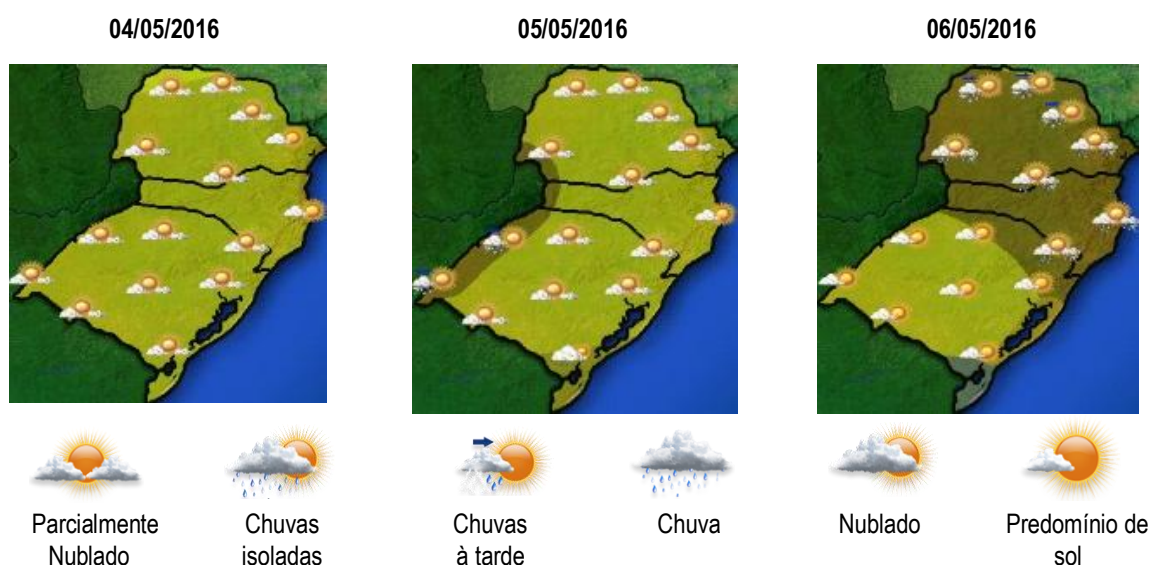 04/05/2016
05/05/2016
06/05/2016
Parcialmente
Nublado
Chuvas
isoladas
Chuvas
à tarde
Chuva
Nublado
Predomínio de
sol